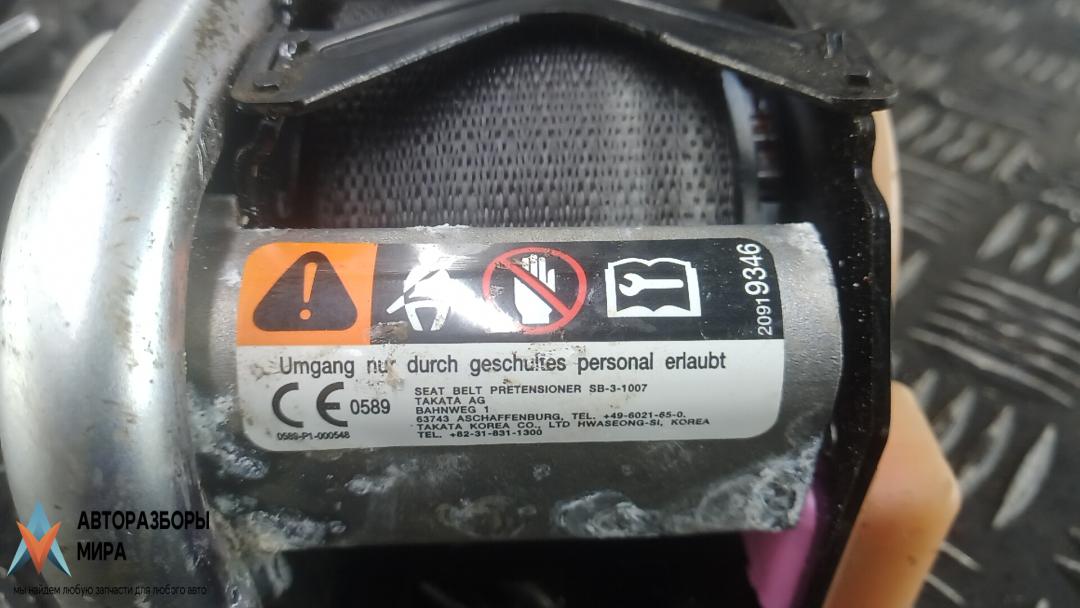 20919346
Umgang nur durch geschultes personal erlaubt
CE 0589
0589-P1-000548
SEAT BELT PRETENSIONER SB-3-1007
TAKATA AG
BAHNWEG 1
63743 ASCHAFFENBURG, TEL. +49-6021-65-0.
TAKATA KOREA CO., LTD HWASEONG-SI, KOREA
TEL. +82-31-831-1300
АВТОРАЗБОРЫ
МИРА
мы найдем любую запчасти для любого авто